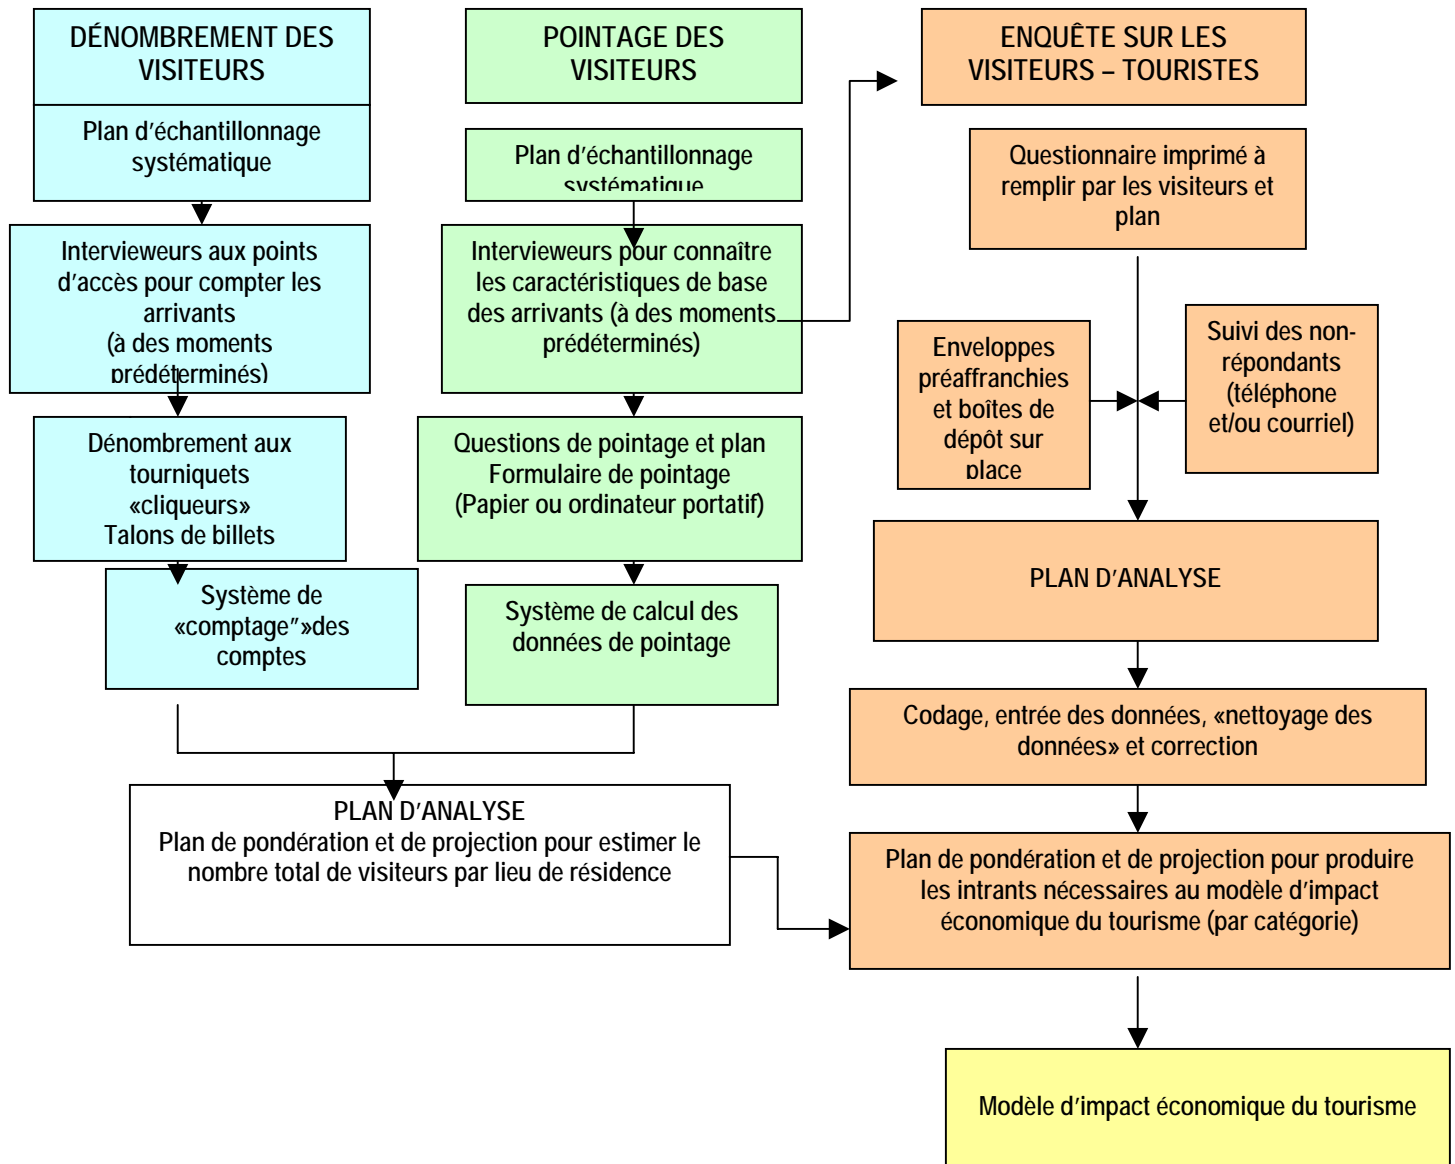 DÉNOMBREMENT DES
VISITEURS
Plan d'échantillonnage
systématique
Intervieweurs aux points
d'accès pour compter les
arrivants
(à des moments
prédéterminés)
Dénombrement aux
tourniquets
«cliqueurs»
Talons de billets
Système de
«comptage"»des
comptes
POINTAGE DES
VISITEURS
Plan d'échantillonnage
systématique
Intervieweurs pour connaître
les caractéristiques de base
des arrivants (à des moments
prédéterminés)
Questions de pointage et plan
Formulaire de pointage
(Papier ou ordinateur portatif)
Système de calcul des
données de pointage
PLAN D'ANALYSE
Plan de pondération et de projection pour estimer le
nombre total de visiteurs par lieu de résidence
ENQUÊTE SUR LES
VISITEURS – TOURISTES
Questionnaire imprimé à
remplir par les visiteurs et
plan
Enveloppes
préaffranchies
et boîtes de
dépôt sur
place
Suivi des non-
répondants
(téléphone
et/ou courriel)
PLAN D'ANALYSE
Codage, entrée des données, «nettoyage des
données» et correction
Plan de pondération et de projection pour produire
les intrants nécessaires au modèle d'impact
économique du tourisme (par catégorie)
Modèle d'impact économique du tourisme